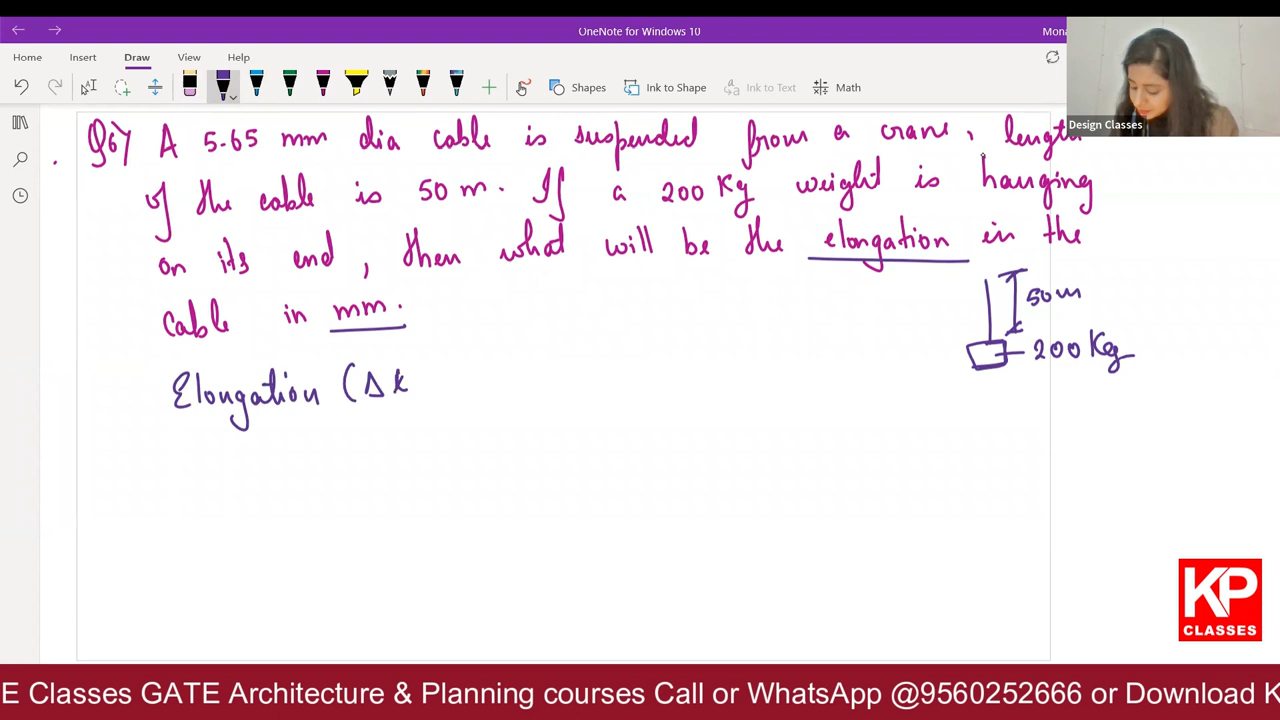 OneNote for Windows 10
Mona
Home Insert Draw View Help
Shapes Ink to Shape Ink to Text Math
Design Classes
Q6) A 5.65 mm dia cable is suspended from a crane, length
of the cable is 50 m. If a 200 Kg weight is hanging
on its end, then what will be the elongation in the
cable in mm.
50m
200 Kg
Elongation (Δ
KP
CLASSES
E Classes GATE Architecture & Planning courses Call or WhatsApp @9560252666 or Download K